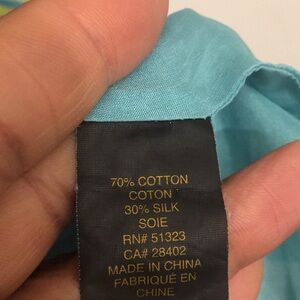 70% COTTON
COTON
30% SILK
SOIE
RN# 51323
CA# 28402
MADE IN CHINA
FABRIQUÉ EN
CHINE